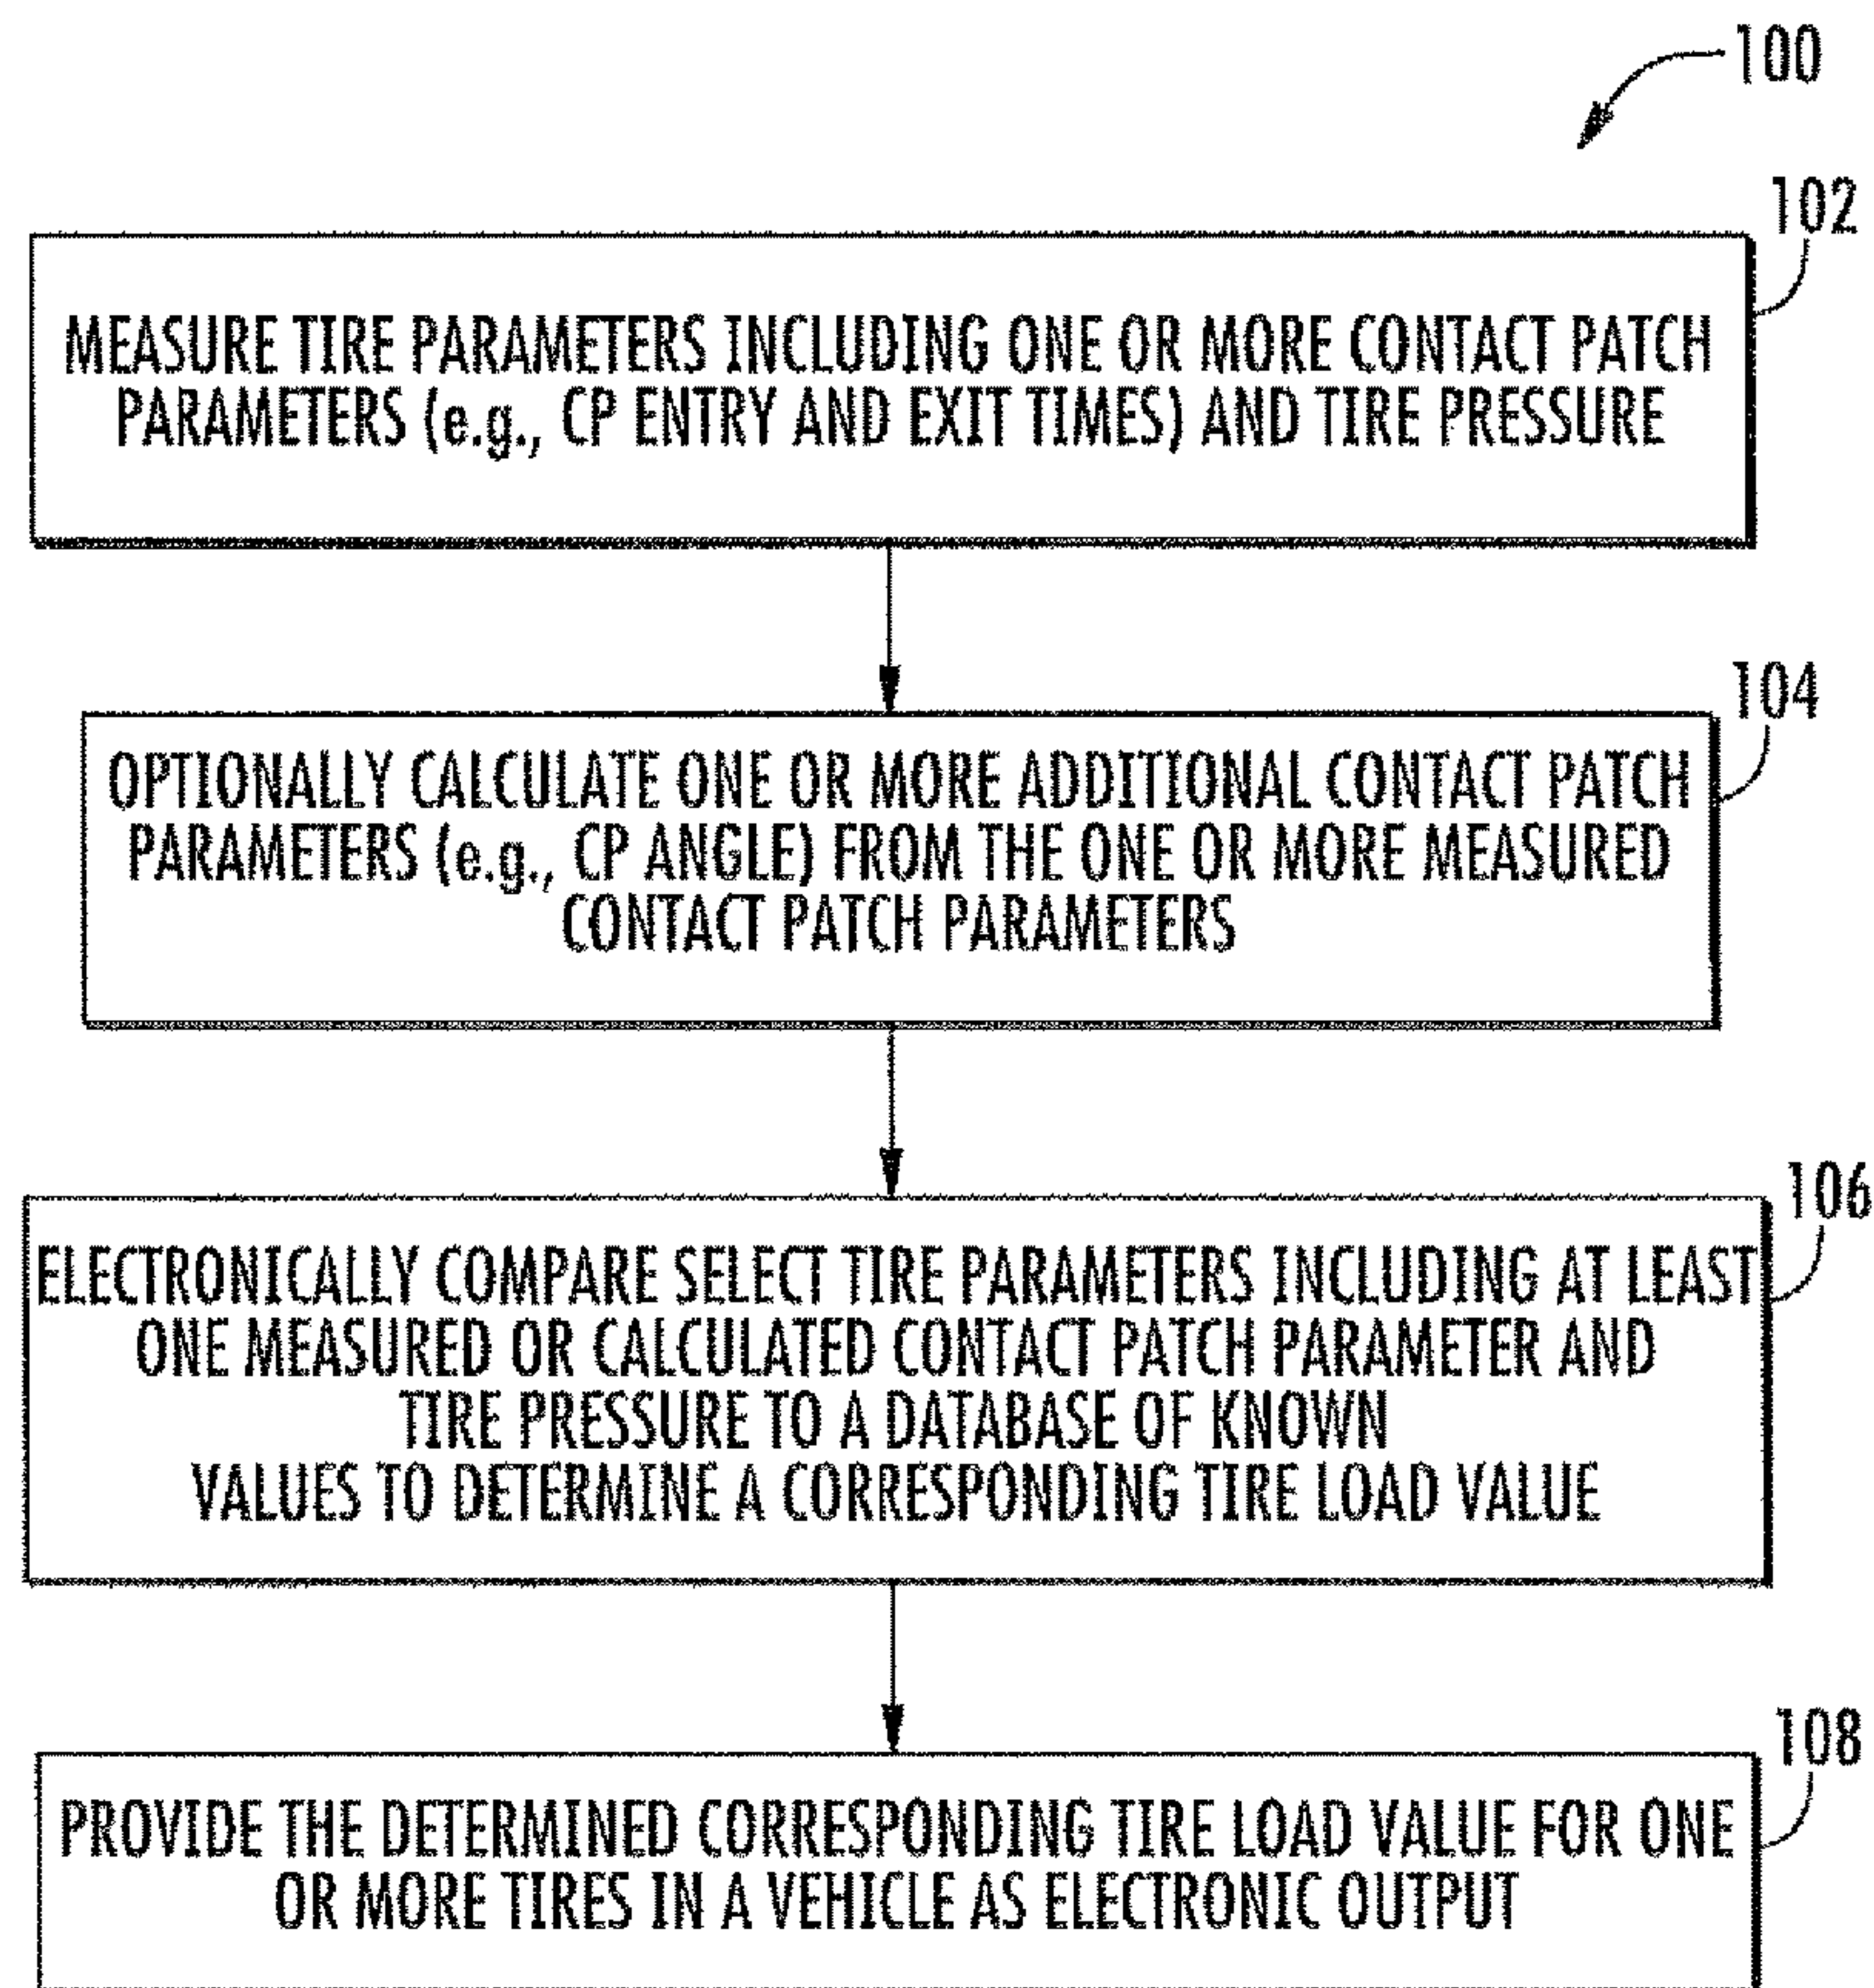 100
102
MEASURE TIRE PARAMETERS INCLUDING ONE OR MORE CONTACT PATCH
PARAMETERS (e.g., CP ENTRY AND EXIT TIMES) AND TIRE PRESSURE
104
OPTIONALLY CALCULATE ONE OR MORE ADDITIONAL CONTACT PATCH
PARAMETERS (e.g., CP ANGLE) FROM THE ONE OR MORE MEASURED
CONTACT PATCH PARAMETERS
106
ELECTRONICALLY COMPARE SELECT TIRE PARAMETERS INCLUDING AT LEAST
ONE MEASURED OR CALCULATED CONTACT PATCH PARAMETER AND
TIRE PRESSURE TO A DATABASE OF KNOWN
VALUES TO DETERMINE A CORRESPONDING TIRE LOAD VALUE
108
PROVIDE THE DETERMINED CORRESPONDING TIRE LOAD VALUE FOR ONE
OR MORE TIRES IN A VEHICLE AS ELECTRONIC OUTPUT